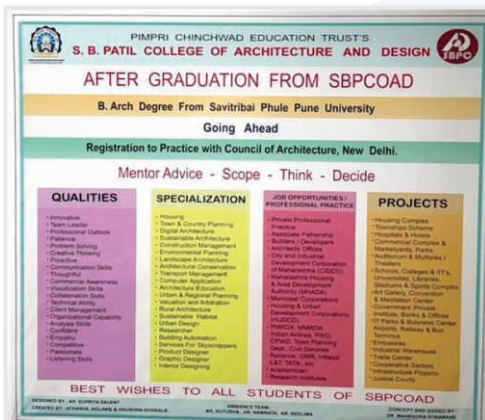 PIMPRI CHINCHWAD EDUCATION TRUST'S
S. B. PATIL COLLEGE OF ARCHITECTURE AND DESIGN
SBPC
AFTER GRADUATION FROM SBPCOAD
B. Arch Degree From Savitribai Phule Pune University
Going Ahead
Registration to Practice with Council of Architecture, New Delhi.
Mentor Advice - Scope - Think - Decide
QUALITIES
• Innovative
• Team Leader
• Professional Outlook
• Patience
• Problem Solving
• Creative Thinking
• Proactive
• Communication Skills
• Thoughtful
• Commercial Awareness
• Visualization Skills
• Collaboration Skills
• Technical Ability
• Client Management
• Organizational Capability
• Analysis Skills
• Confident
• Empathy
• Competitive
• Passionate
• Listening Skills
SPECIALIZATION
• Housing
• Town & Country Planning
• Digital Architecture
• Sustainable Architecture
• Construction Management
• Environmental Planning
• Landscape Architecture
• Architectural Conservation
• Transport Management
• Computer Application
• Architecture Education
• Urban & Regional Planning
• Valuation and Arbitration
• Rural Architecture
• Sustainable Habitat
• Urban Design
• Researcher
• Building Automation
• Services For Skyscrappers
• Product Designer
• Graphic Designer
• Interior Designing
JOB OPPORTUNITIES /
PROFESSIONAL PRACTICE
• Private Professional
Practice
• Associate Partnership
• Builders / Developers
• Architects Offices
• City and Industrial
Development Corporation
of Maharashtra (CIDCO)
• Maharashtra Housing
& Area Development
Authority (MHADA)
• Municipal Corporations
• Housing & Urban
Development Corporations
(HUDCO)
• PMRDA, MMRDA
• Indian Airlines, PWD,
CPWD, Town Planning
Dept., Civil Services
Reliance, GMR, Infosys
L&T, TATA, etc
• Academician
• Research Institutes
PROJECTS
• Housing Complex
• Townships Scheme
• Hospitals & Hotels
• Commercial Complex &
Marketyards, Parks
• Auditorium & Multiplex /
Theaters
• Schools, Colleges & IIT's,
Universities, Libraries,
Stadiums & Sports Complex
• Art Gallery, Convention
& Meditation Center
• Government /Private
Institute, Banks & Offices
• IT Parks & Business Center
Airport, Railway & Bus
Terminus
• Embassies
• Industrial Warehouse
• Trade Center
• Cooperative Sectors
• Infrastructure Projects
• Justice Courts
BEST WISHES TO ALL STUDENTS OF SBPCOAD